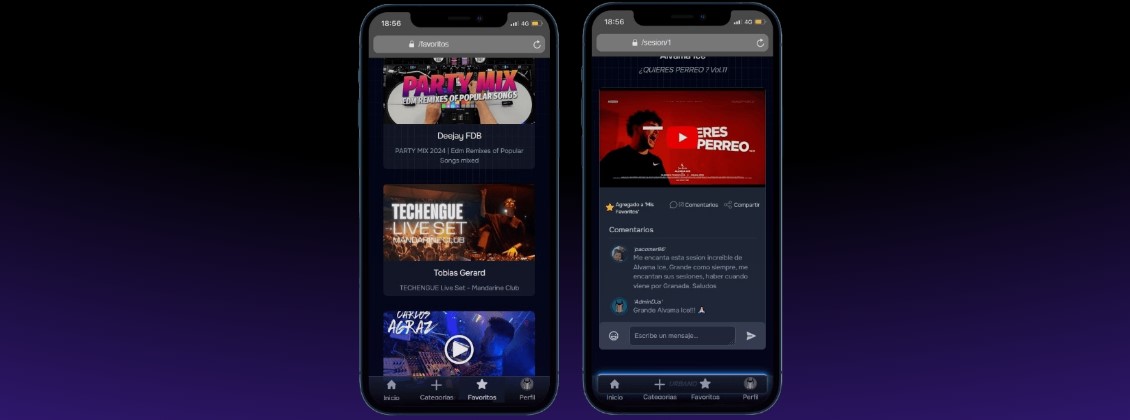 18:56
4G
/favoritos
PARTY MIX
EDM REMIXES OF POPULAR SONGS
Deejay FDB
PARTY MIX 2024 | Edm Remixes of Popular
Songs mixed
TECHENGUE
LIVE SET
MANDARINE CLUB
Tobias Gerard
TECHENGUE Live Set - Mandarine Club
CARLOS
AGRAZ
Inicio
Categorias
Favoritos
Perfil
18:56
4G
/sesion/1
Alvama Ice
¿QUIERES PERREO ? Vol.11
ERES
PERREO...
Agregado a 'Mis
Favoritos'
Comentarios
Compartir
Comentarios
Me encanta esta sesion increible de
Alvama Ice. Grande como siempre, me
encantan sus sesiones, haber cuando
viene por Granada. Saludos
'AdminDJs'
Grande Alvama Ice!!!
Escribe un mensaje...
Inicio
Categorias
Favoritos
Perfil